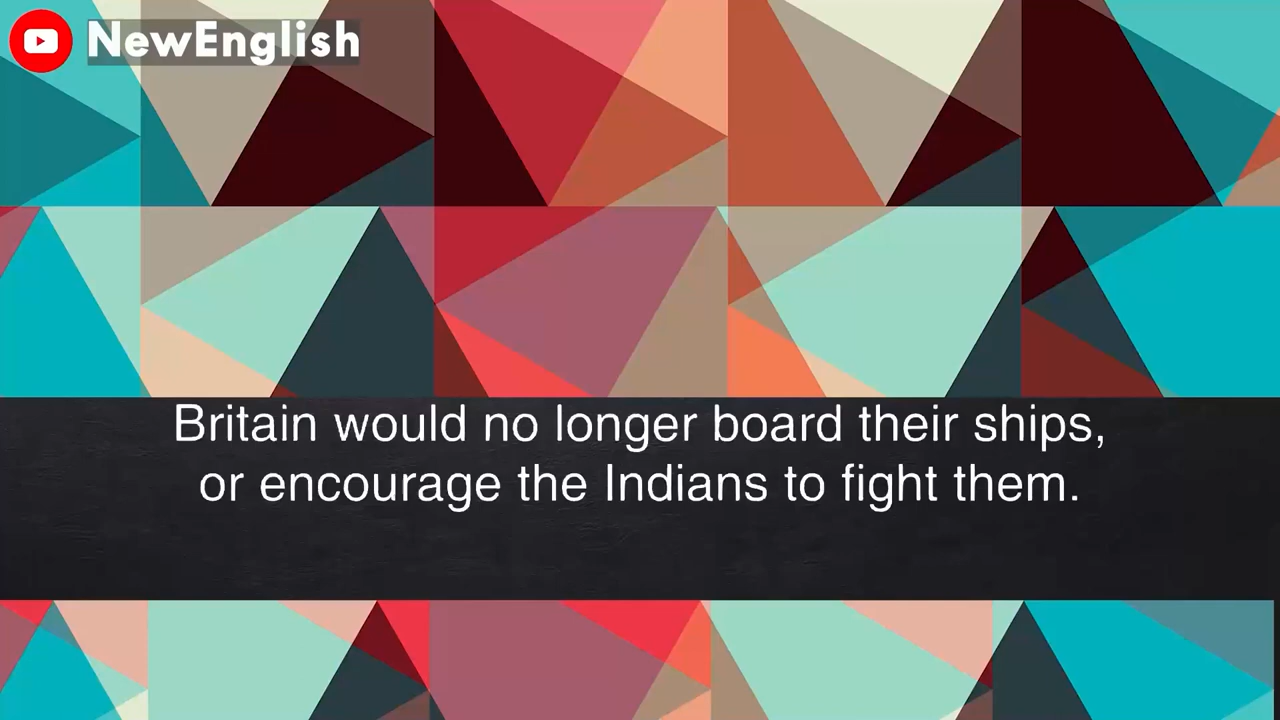 NewEnglish
Britain would no longer board their ships,
or encourage the Indians to fight them.